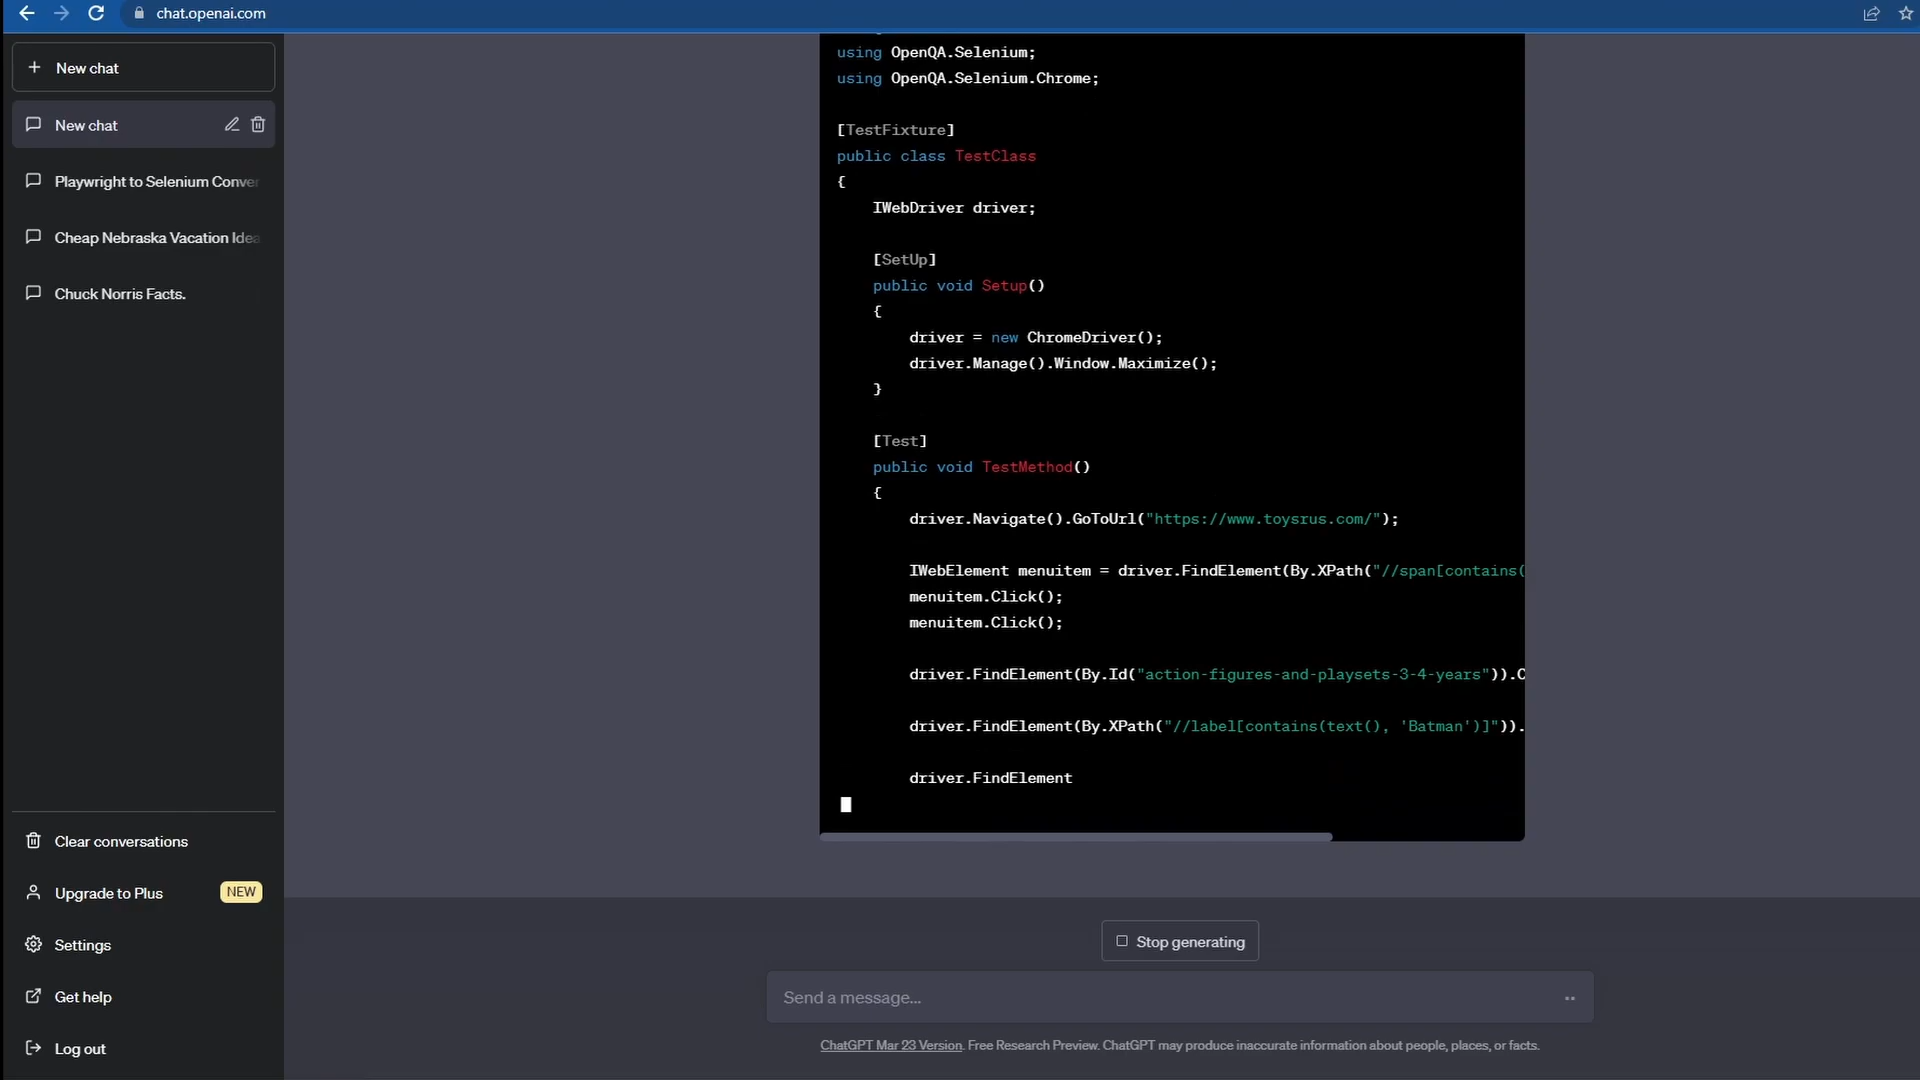 chat.openai.com
New chat
New chat
Playwright to Selenium Conver
Cheap Nebraska Vacation Idea
Chuck Norris Facts.
Clear conversations
Upgrade to Plus
NEW
Settings
Get help
Log out
using OpenQA.Selenium;
using OpenQA.Selenium.Chrome;
[TestFixture]
public class TestClass
{
IWebDriver driver;
[SetUp]
public void Setup()
{
driver = new ChromeDriver();
driver.Manage().Window.Maximize();
}
[Test]
public void TestMethod()
{
driver.Navigate().GoToUrl("https://www.toysrus.com/");
IWebElement menuitem = driver.FindElement(By.XPath("//span[contains(
menuitem.Click();
menuitem.Click();
driver.FindElement(By.Id("action-figures-and-playsets-3-4-years")).C
driver.FindElement(By.XPath("//label[contains(text(), 'Batman')]")).
driver.FindElement
Stop generating
Send a message...
ChatGPT Mar 23 Version. Free Research Preview. ChatGPT may produce inaccurate information about people, places, or facts.